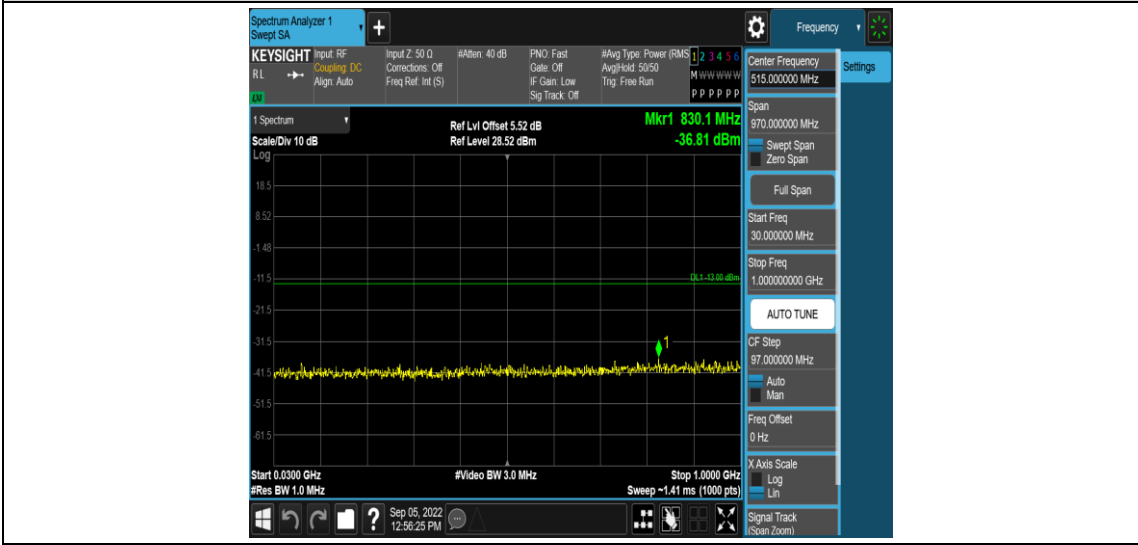 Spectrum Analyzer 1
Swept SA
+
Frequency
KEYSIGHT
RL
LM
Input: RF
Coupling: DC
Align: Auto
Input Z: 50 Ω
Corrections: Off
Freq Ref: Int (S)
#Atten: 40 dB
PNO: Fast
Gate: Off
IF Gain: Low
Sig Track: Off
#Avg Type: Power (RMS
Avg|Hold: 50/50
Trig: Free Run
1 2 3 4 5 6
M W W W W W
P P P P P P
1 Spectrum
Scale/Div 10 dB
Log
Ref Lvl Offset 5.52 dB
Ref Level 28.52 dBm
Mkr1 830.1 MHz
-36.81 dBm
18.5
8.52
-1.48
-11.5
DL1 -13.00 dBm
-21.5
-31.5
1
-41.5
-51.5
-61.5
Start 0.0300 GHz
#Res BW 1.0 MHz
#Video BW 3.0 MHz
Stop 1.0000 GHz
Sweep ~1.41 ms (1000 pts)
?
Sep 05, 2022
12:56:25 PM
Center Frequency
515.000000 MHz
Settings
Span
970.000000 MHz
Swept Span
Zero Span
Full Span
Start Freq
30.000000 MHz
Stop Freq
1.000000000 GHz
AUTO TUNE
CF Step
97.000000 MHz
Auto
Man
Freq Offset
0 Hz
X Axis Scale
Log
Lin
Signal Track
(Span Zoom)